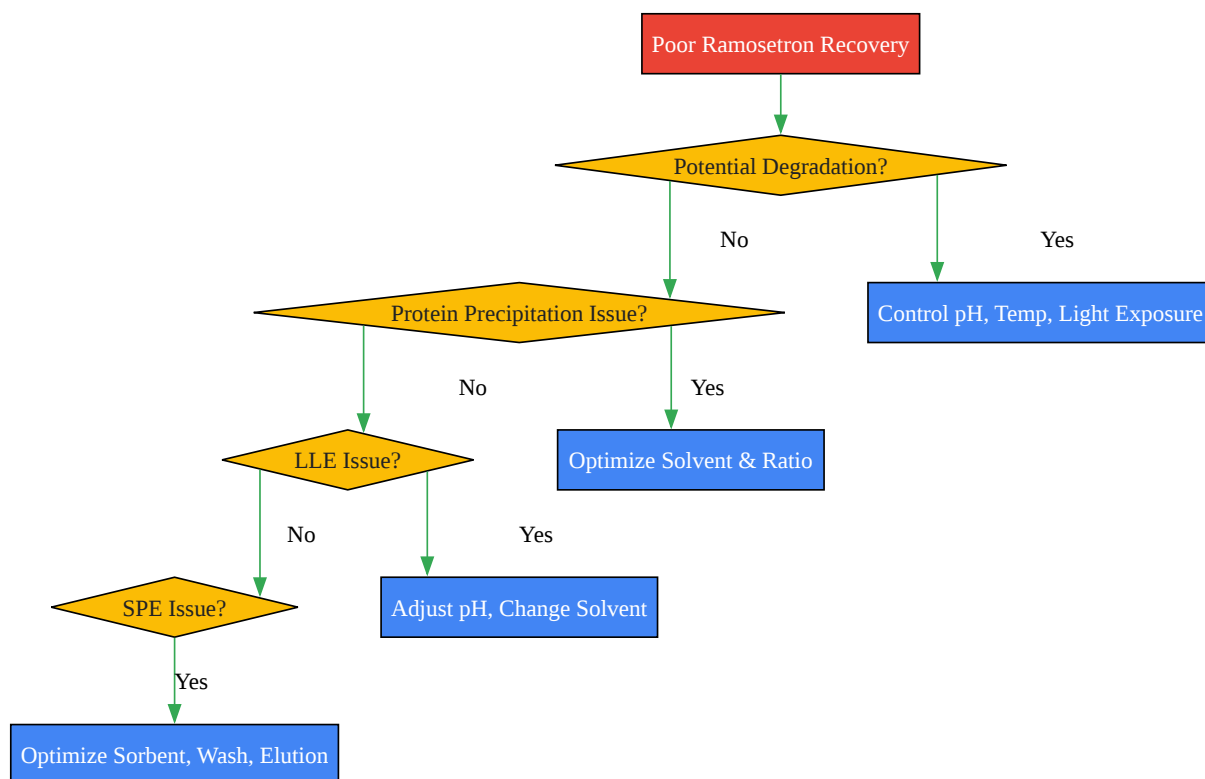 Poor Ramosetron Recovery
Potential Degradation?
No
Yes
Protein Precipitation Issue?
Control pH, Temp, Light Exposure
No
Yes
LLE Issue?
Optimize Solvent & Ratio
No
Yes
SPE Issue?
Adjust pH, Change Solvent
Yes
Optimize Sorbent, Wash, Elution